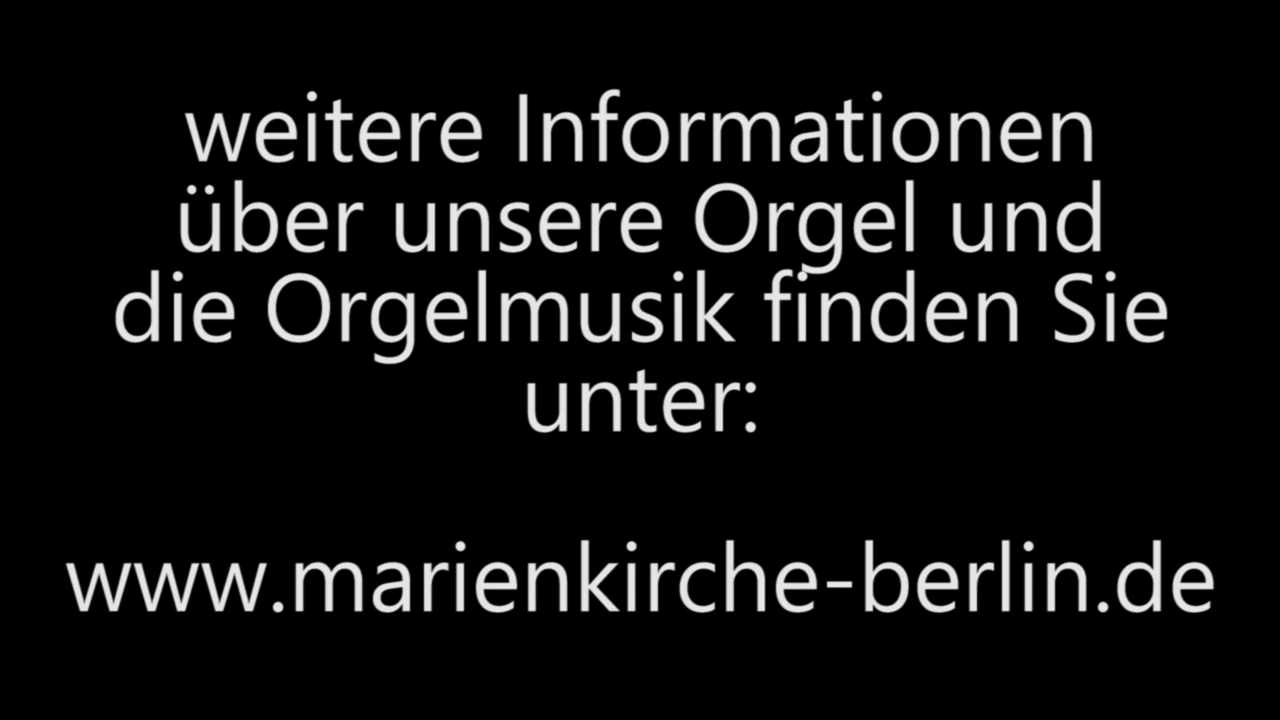 weitere Informationen
über unsere Orgel und
die Orgelmusik finden Sie
unter:
www.marienkirche-berlin.de